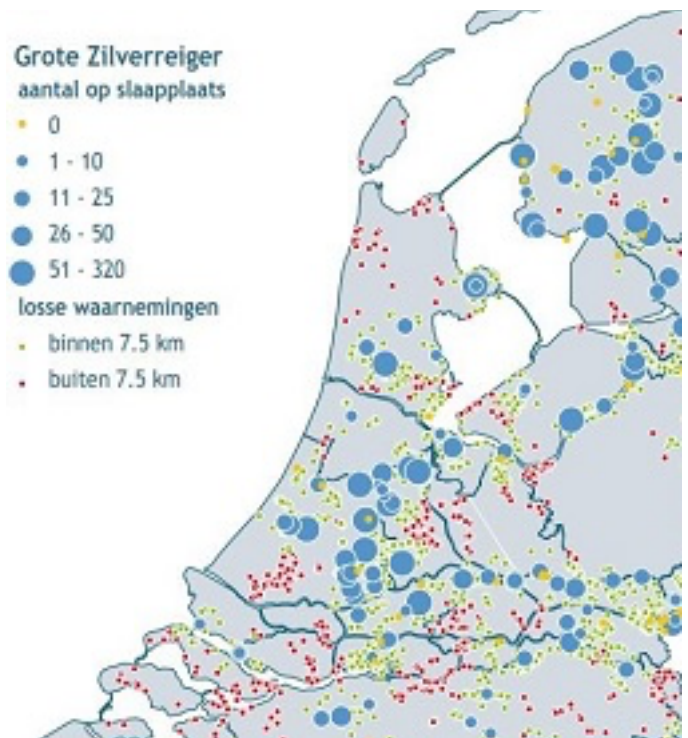 Grote Zilverreiger
aantal op slaapplaats
0
1 - 10
11 - 25
26 - 50
51 - 320
losse waarnemingen
binnen 7.5 km
buiten 7.5 km